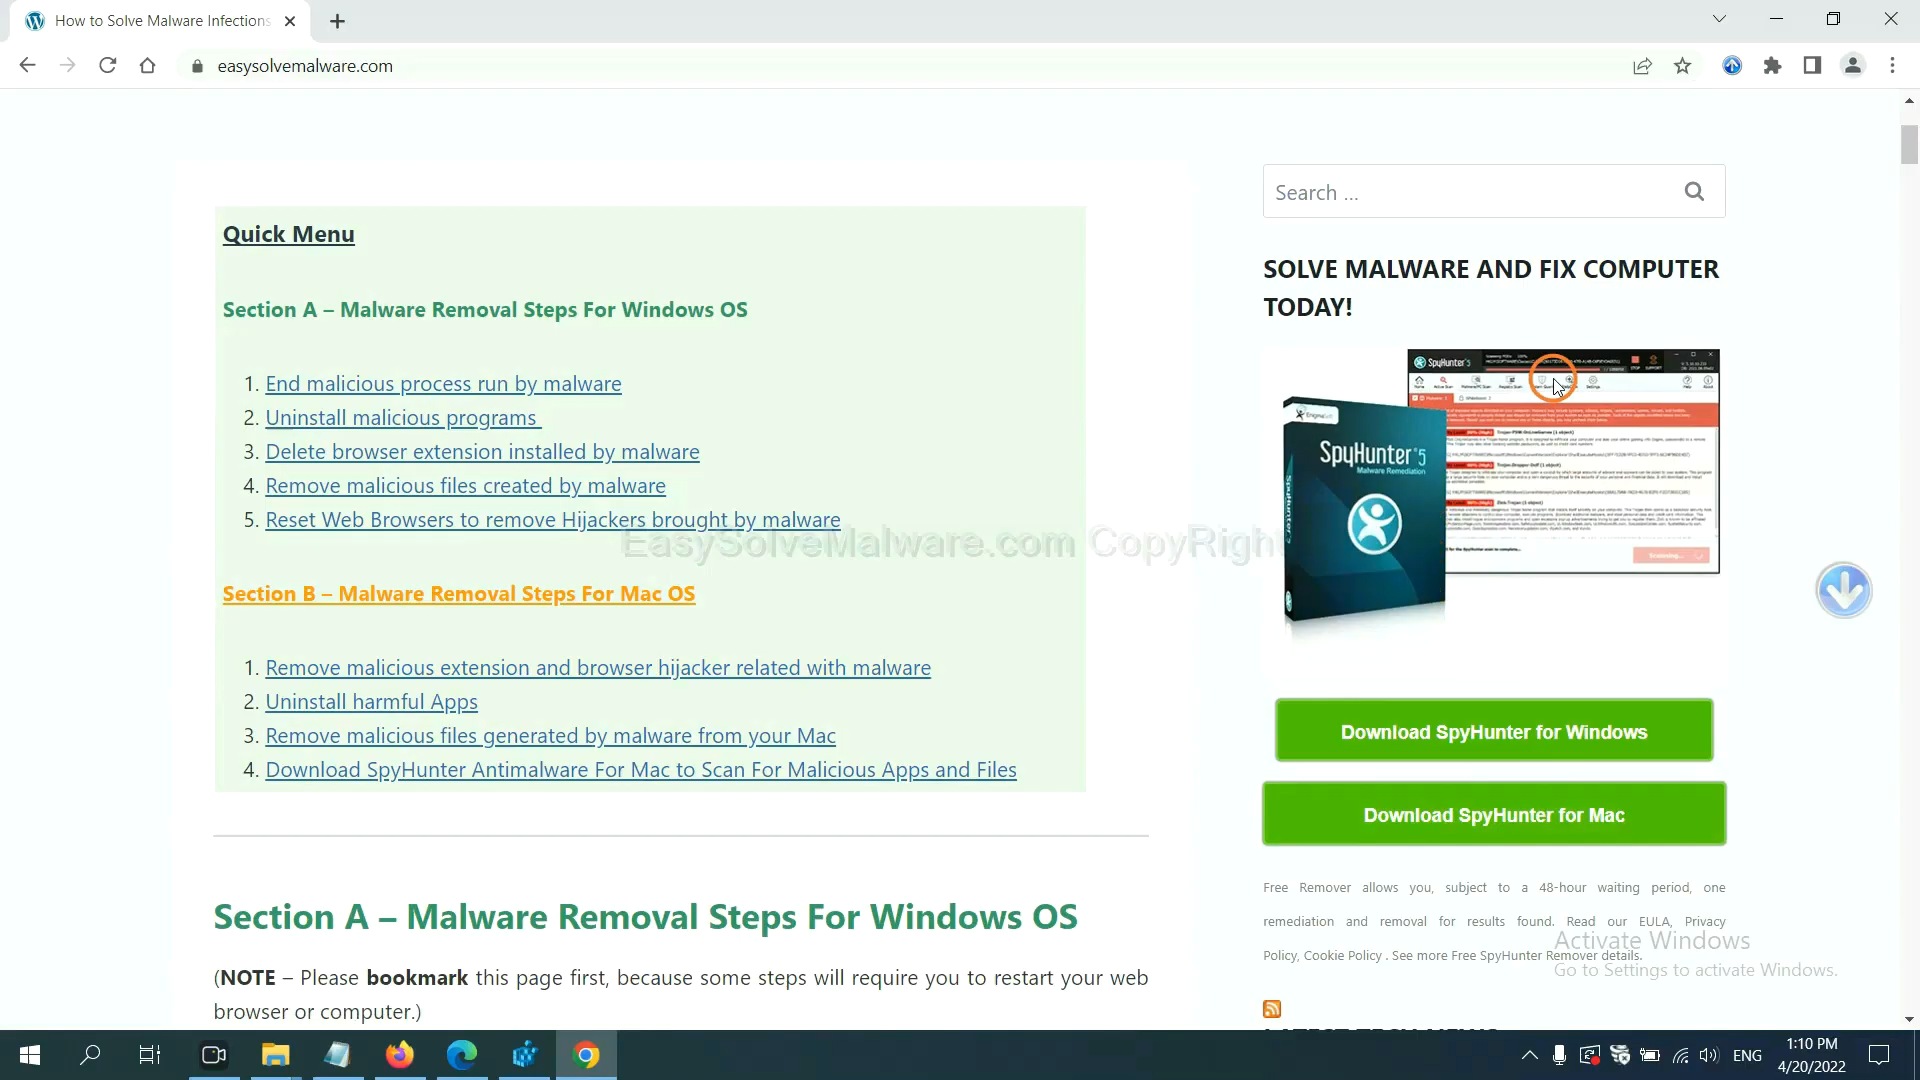 How to Solve Malware Infections
easysolvemalware.com
Search ...
Quick Menu
SOLVE MALWARE AND FIX COMPUTER
TODAY!
Section A – Malware Removal Steps For Windows OS
1. End malicious process run by malware
2. Uninstall malicious programs
3. Delete browser extension installed by malware
4. Remove malicious files created by malware
5. Reset Web Browsers to remove Hijackers brought by malware
EasySolveMalware.com CopyRigh
Section B – Malware Removal Steps For Mac OS
1. Remove malicious extension and browser hijacker related with malware
2. Uninstall harmful Apps
3. Remove malicious files generated by malware from your Mac
4. Download SpyHunter Antimalware For Mac to Scan For Malicious Apps and Files
SpyHunter 5
SpyHunter 5
Malware Remediation
Download SpyHunter for Windows
Download SpyHunter for Mac
Free Remover allows you, subject to a 48-hour waiting period, one
remediation and removal for results found. Read our EULA, Privacy
Policy, Cookie Policy . See more Free SpyHunter Remover details.
Activate Windows
Go to Settings to activate Windows.
Section A – Malware Removal Steps For Windows OS
(NOTE – Please bookmark this page first, because some steps will require you to restart your web
browser or computer.)
LATEST TECH NEWS
ENG
1:10 PM
4/20/2022